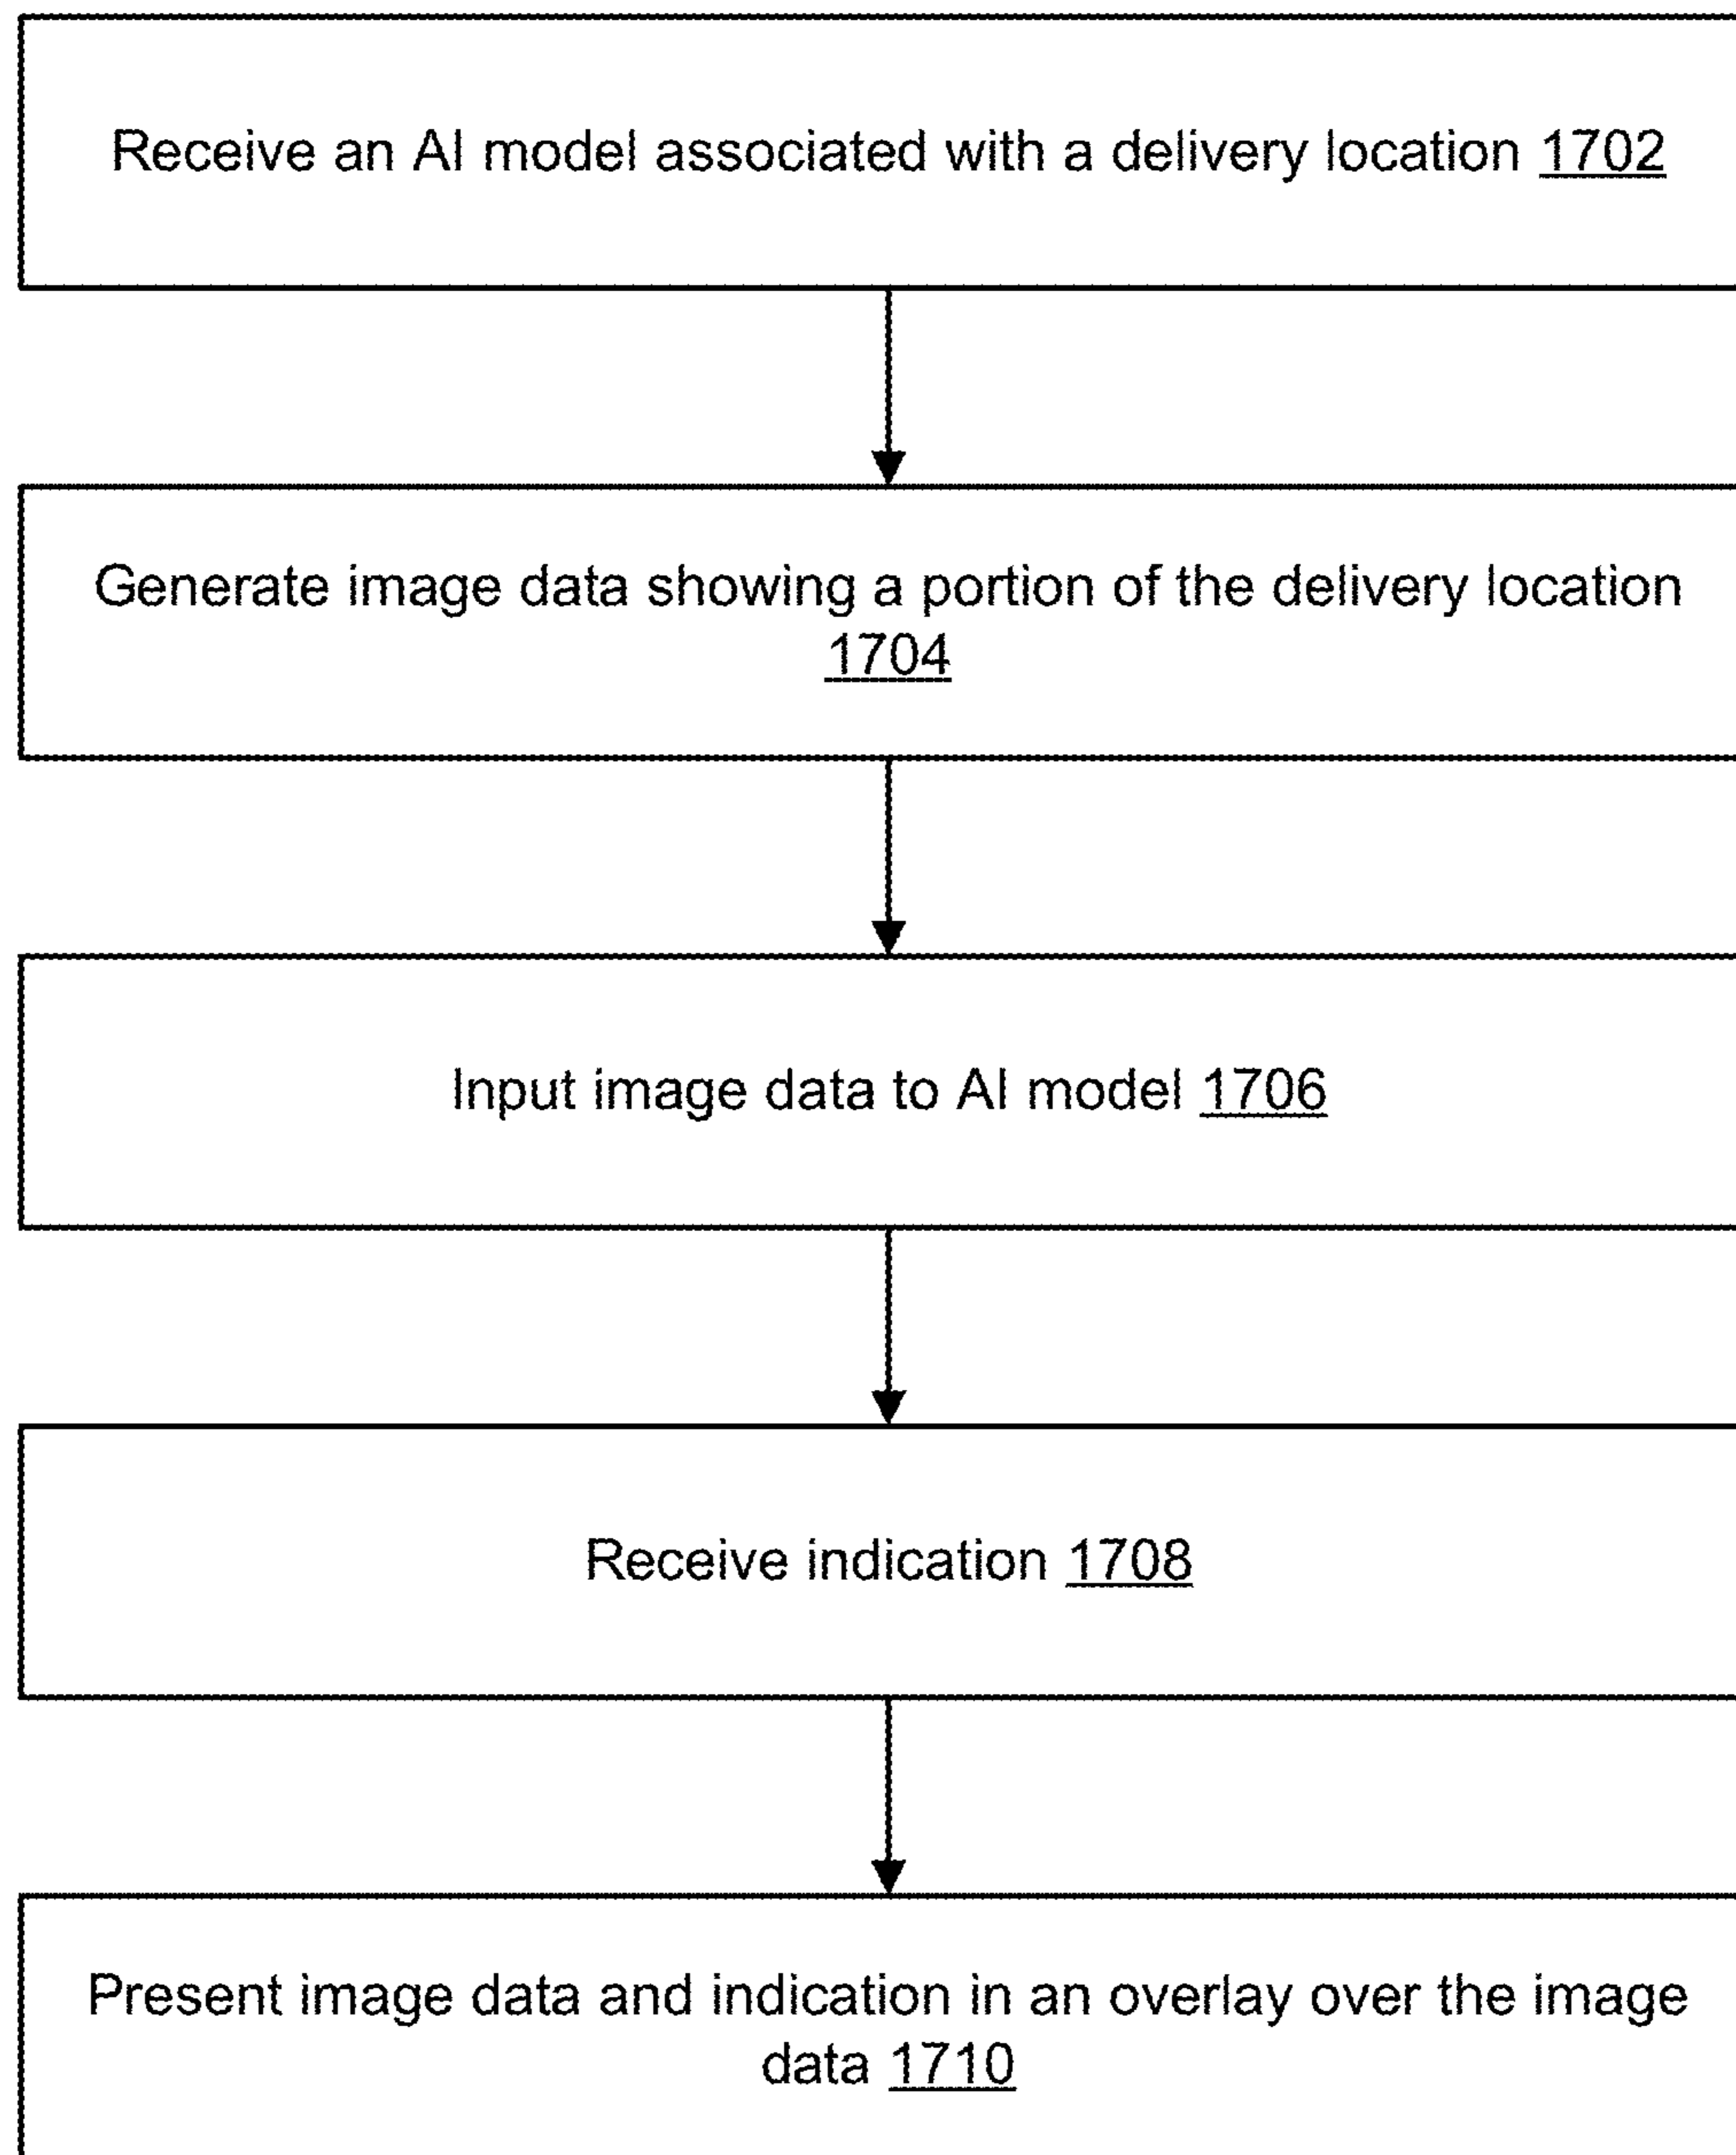 Receive an AI model associated with a delivery location 1702
Generate image data showing a portion of the delivery location
1704
Input image data to AI model 1706
Receive indication 1708
Present image data and indication in an overlay over the image
data 1710